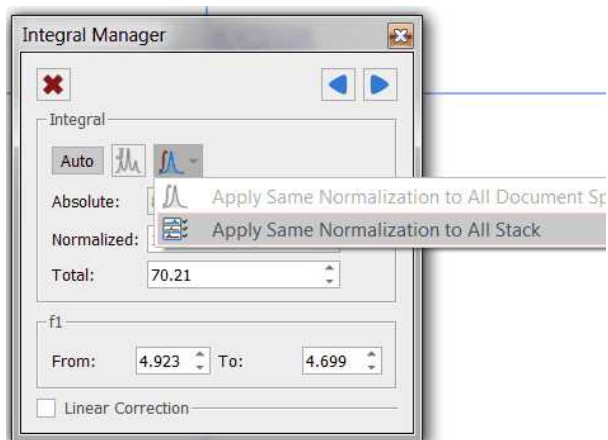 Integral Manager
Integral
Auto
Apply Same Normalization to All Document Sp
Absolute:
Apply Same Normalization to All Stack
Normalized:
Total: 70.21
f1
From: 4.923 To: 4.699
Linear Correction